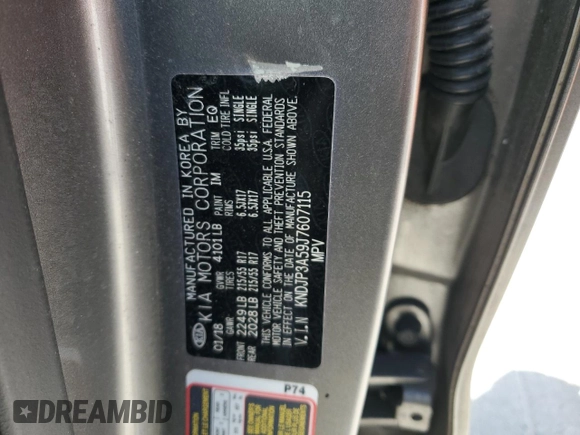 MANUFACTURED IN KOREA BY
KIA MOTORS CORPORATION
01/18 GVWR 4101LB PAINT IM TRIM EQ
GAWR TIRES RIMS COLD TIRE INFL
FRONT 2249LB 215/55 R17 6.5JX17 35psi SINGLE
REAR 2028LB 215/55 R17 6.5JX17 35psi SINGLE
THIS VEHICLE CONFORMS TO ALL APPLICABLE U.S.A. FEDERAL
MOTOR VEHICLE SAFETY AND THEFT PREVENTION STANDARDS
IN EFFECT ON THE DATE OF MANUFACTURE SHOWN ABOVE.
V.I.N KNDJP3A59J7607115
MPV
KIA
P74
DREAMBID